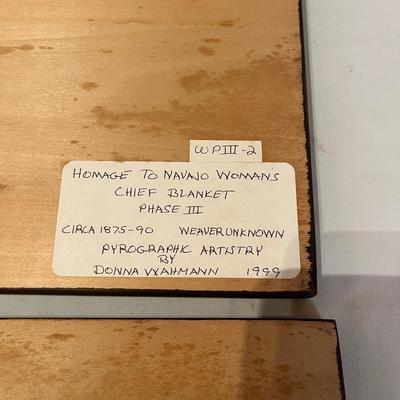 WPIII-2
HOMAGE TO NAVAJO WOMANS
CHIEF BLANKET
PHASE III
CIRCA 1875-90 WEAVER UNKNOWN
PYROGRAPHIC ARTISTRY
BY
DONNA WAHMANN 1999